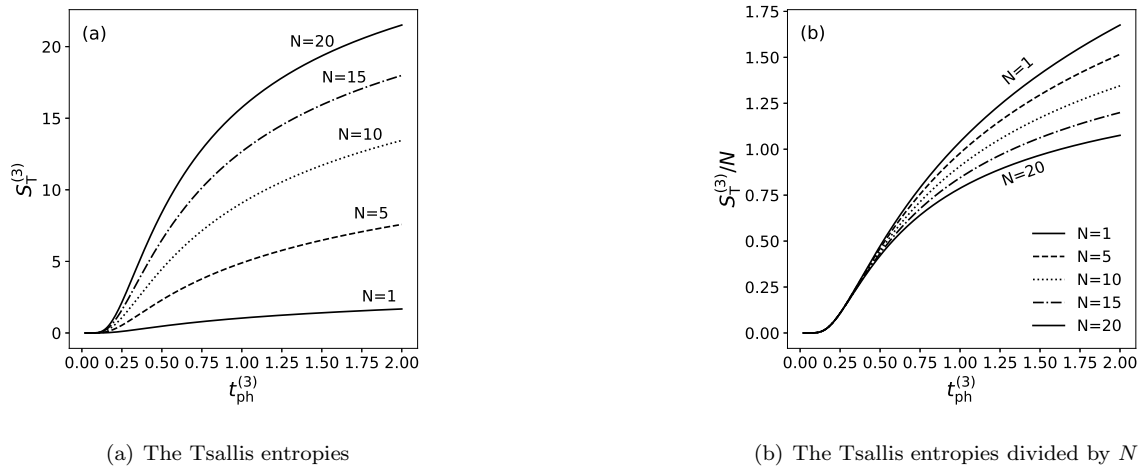 (a)
20
15
10
5
0
S_T^(3)
N=20
N=15
N=10
N=5
N=1
0.00 0.25 0.50 0.75 1.00 1.25 1.50 1.75 2.00
t_ph^(3)
(a) The Tsallis entropies
(b)
1.75
1.50
1.25
1.00
0.75
0.50
0.25
0.00
S_T^(3)/N
N=1
N=20
N=1
N=5
N=10
N=15
N=20
0.00 0.25 0.50 0.75 1.00 1.25 1.50 1.75 2.00
t_ph^(3)
(b) The Tsallis entropies divided by N